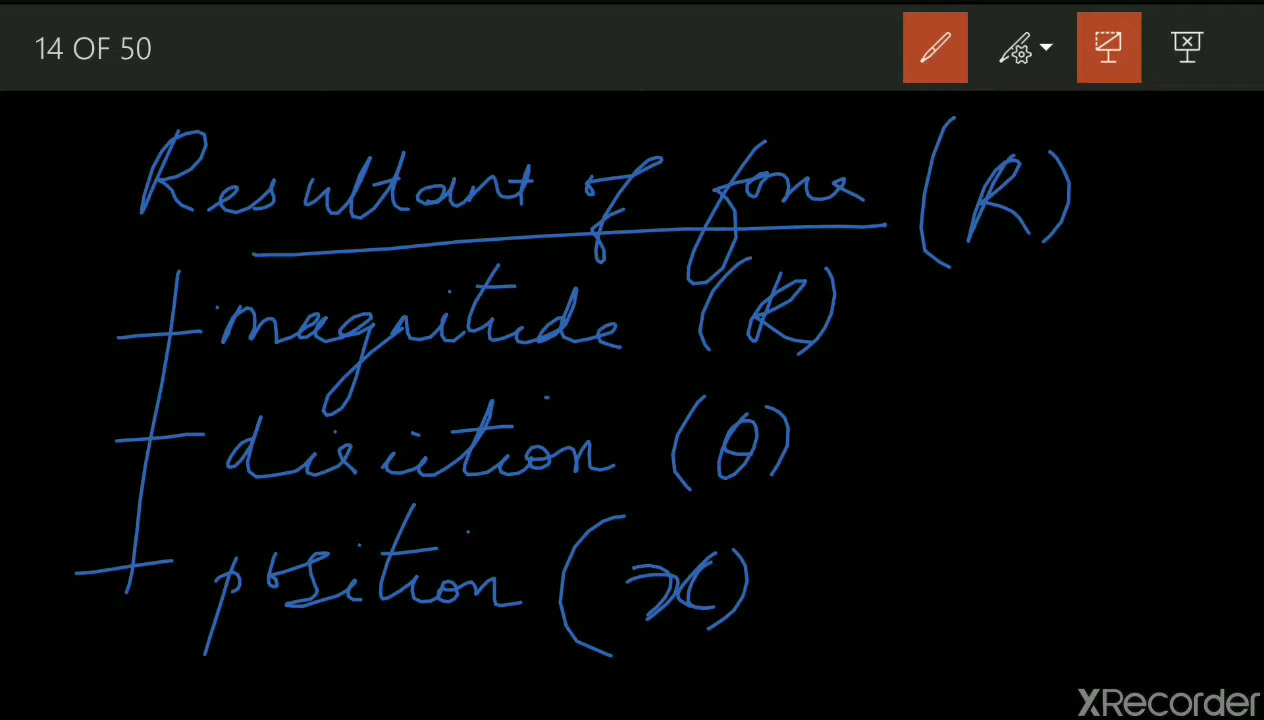 14 OF 50
Resultant of force (R)
magnitude (R)
direction (θ)
position (x)
XRecorder